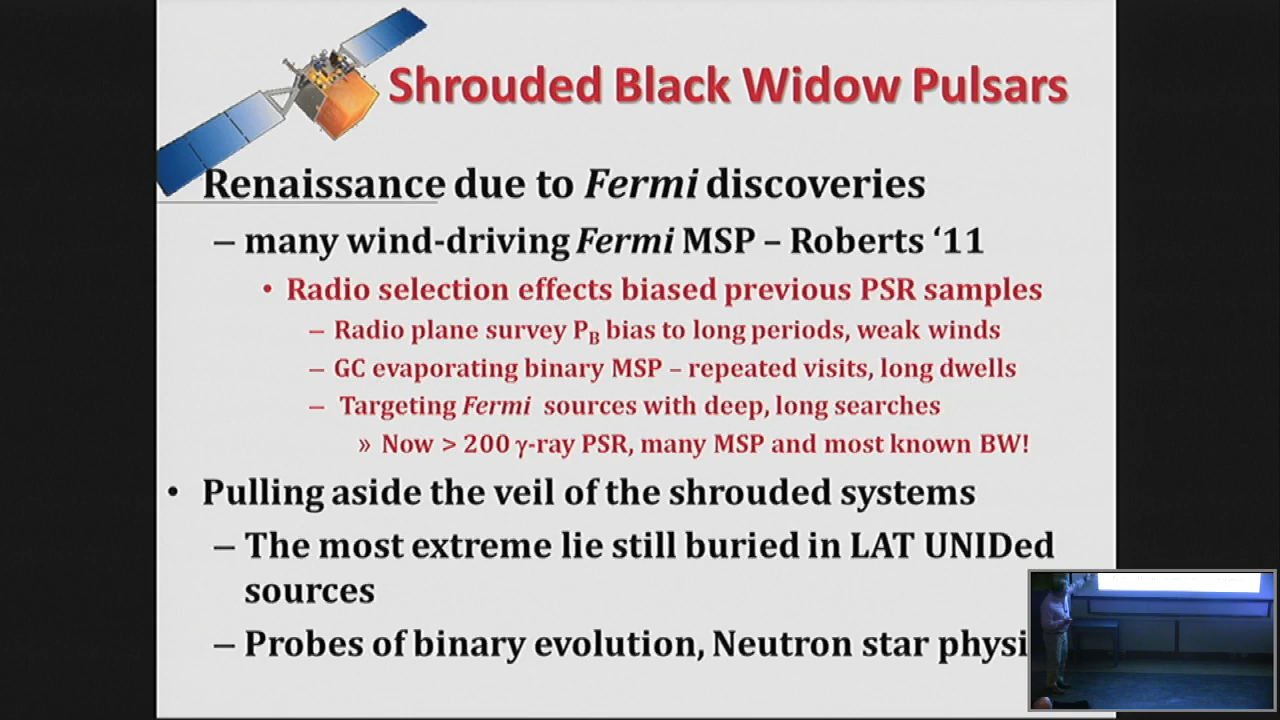 Shrouded Black Widow Pulsars
Renaissance due to Fermi discoveries
– many wind-driving Fermi MSP – Roberts ‘11
• Radio selection effects biased previous PSR samples
– Radio plane survey PB bias to long periods, weak winds
– GC evaporating binary MSP – repeated visits, long dwells
– Targeting Fermi sources with deep, long searches
» Now > 200 γ-ray PSR, many MSP and most known BW!
• Pulling aside the veil of the shrouded systems
– The most extreme lie still buried in LAT UNIDed
sources
– Probes of binary evolution, Neutron star physi